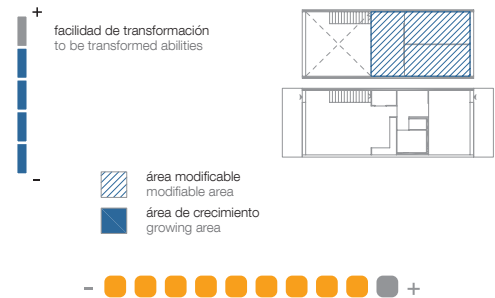 +
facilidad de transformación
to be transformed abilities
-
área modificable
modifiable area
área de crecimiento
growing area
- +